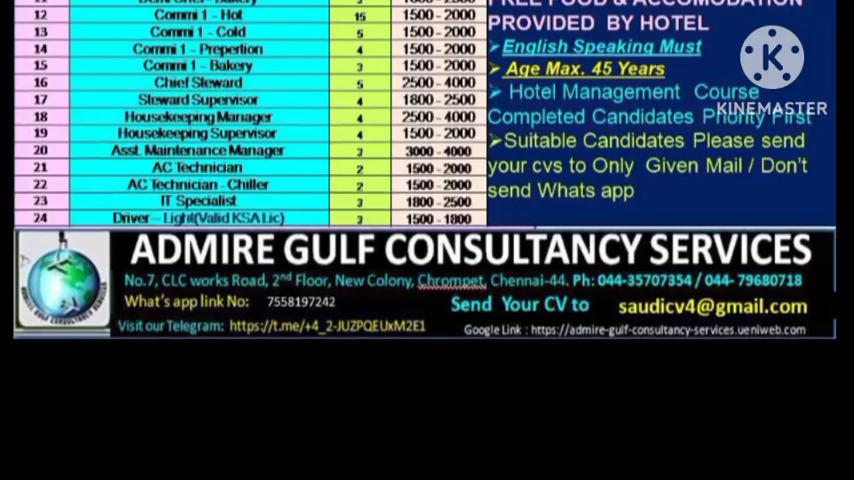 FREE FOOD & ACCOMODATION
12 Commi 1 - Hot 15 1500 - 2000
PROVIDED BY HOTEL
13 Commi 1 - Cold 5 1500 - 2000
14 Commi 1 - Prepertion 4 1500 - 2000
➢English Speaking Must
15 Commi 1 - Bakery 3 1500 - 2000
➢ Age Max. 45 Years
16 Chief Steward 5 2500 - 4000
➢ Hotel Management Course
17 Steward Supervisor 4 1800 - 2500
KINEMASTER
18 Housekeeping Manager 4 2500 - 4000
Completed Candidates Priority First
19 Housekeeping Supervisor 4 1500 - 2000
➢Suitable Candidates Please send
20 Asst. Maintenance Manager 3 3000 - 4000
your cvs to Only Given Mail / Don't
21 AC Technician 2 1500 - 2000
22 AC Technician - Chiller 2 1500 - 2000
send Whats app
23 IT Specialist 3 1800 - 2500
24 Driver – Light(Valid KSA Lic) 3 1500 - 1800
ADMIRE GULF CONSULTANCY SERVICES
No.7, CLC works Road, 2nd Floor, New Colony, Chrompet, Chennai-44. Ph: 044-35707354 / 044- 79680718
What's app link No: 7558197242
Send Your CV to saudicv4@gmail.com
Visit our Telegram: https://t.me/+4_2-JUZPQEUxM2E1
Google Link : https://admire-gulf-consultancy-services.ueniweb.com
ADMIRE GULF CONSULTANCY SERVICES